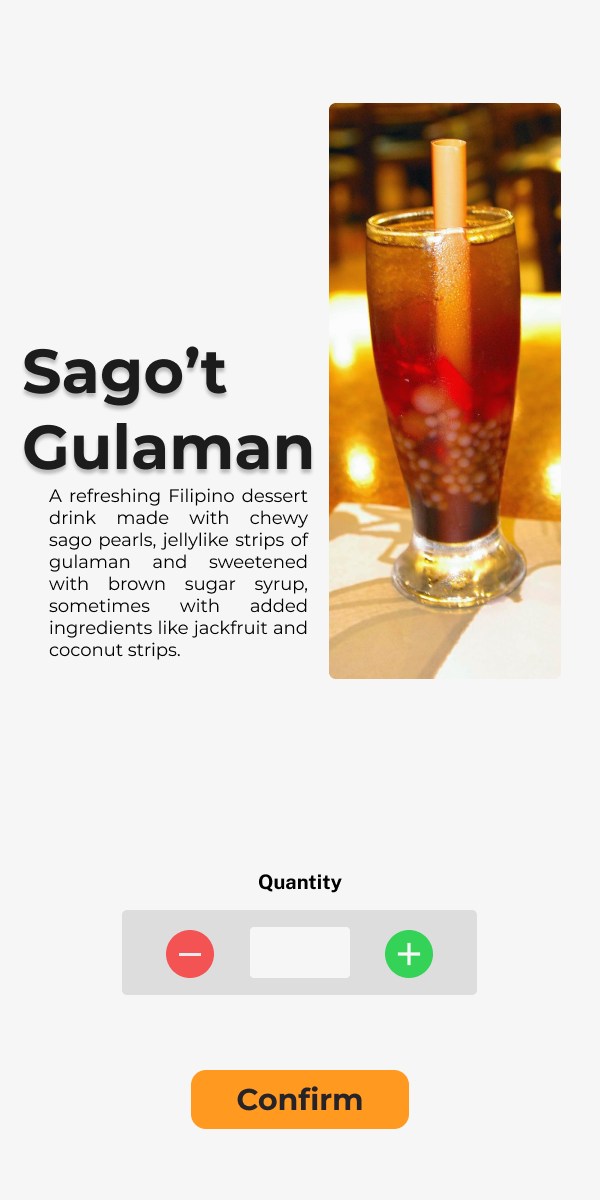 Sago’t
Gulaman
A refreshing Filipino dessert
drink made with chewy
sago pearls, jellylike strips of
gulaman and sweetened
with brown sugar syrup,
sometimes with added
ingredients like jackfruit and
coconut strips.
Quantity
Confirm